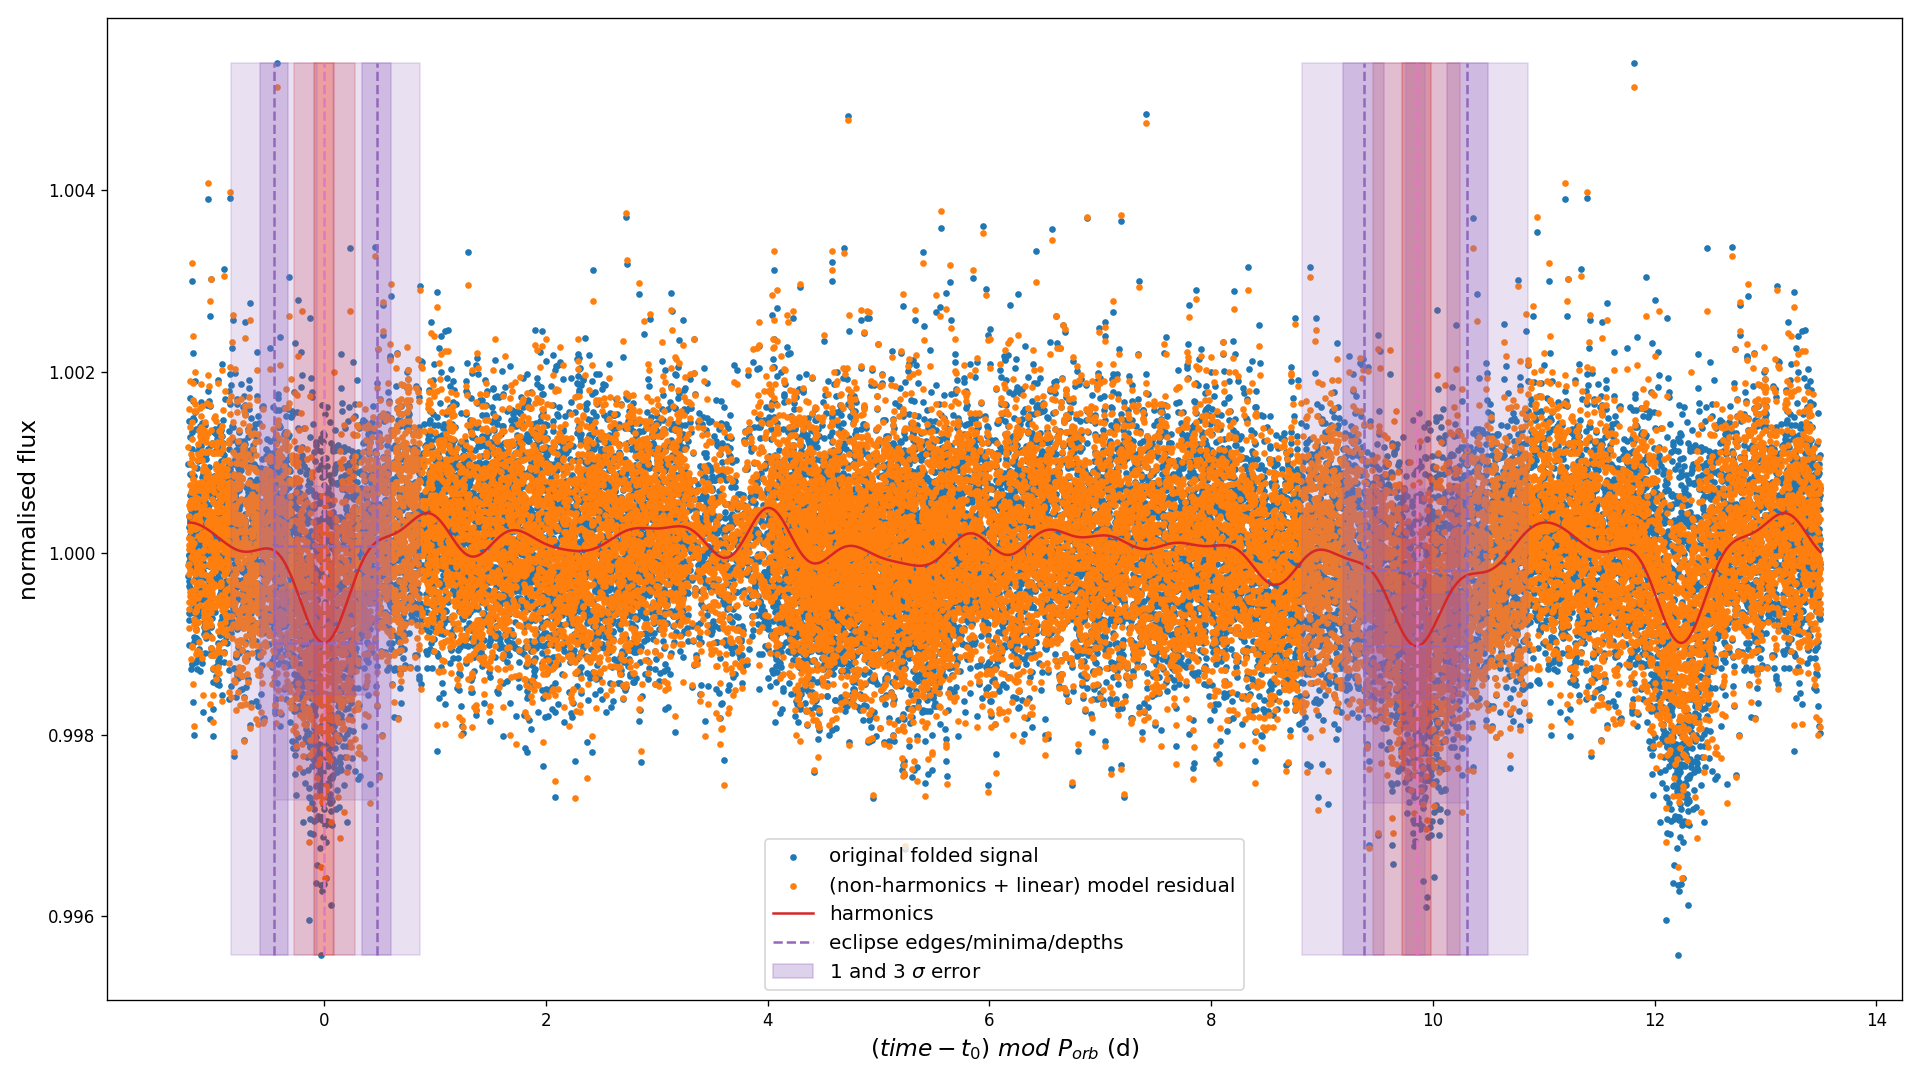 normalised flux
1.004
1.002
1.000
0.998
0.996
original folded signal
(non-harmonics + linear) model residual
harmonics
eclipse edges/minima/depths
1 and 3 σ error
0 2 4 6 8 10 12 14
(time − t₀) mod P_orb (d)